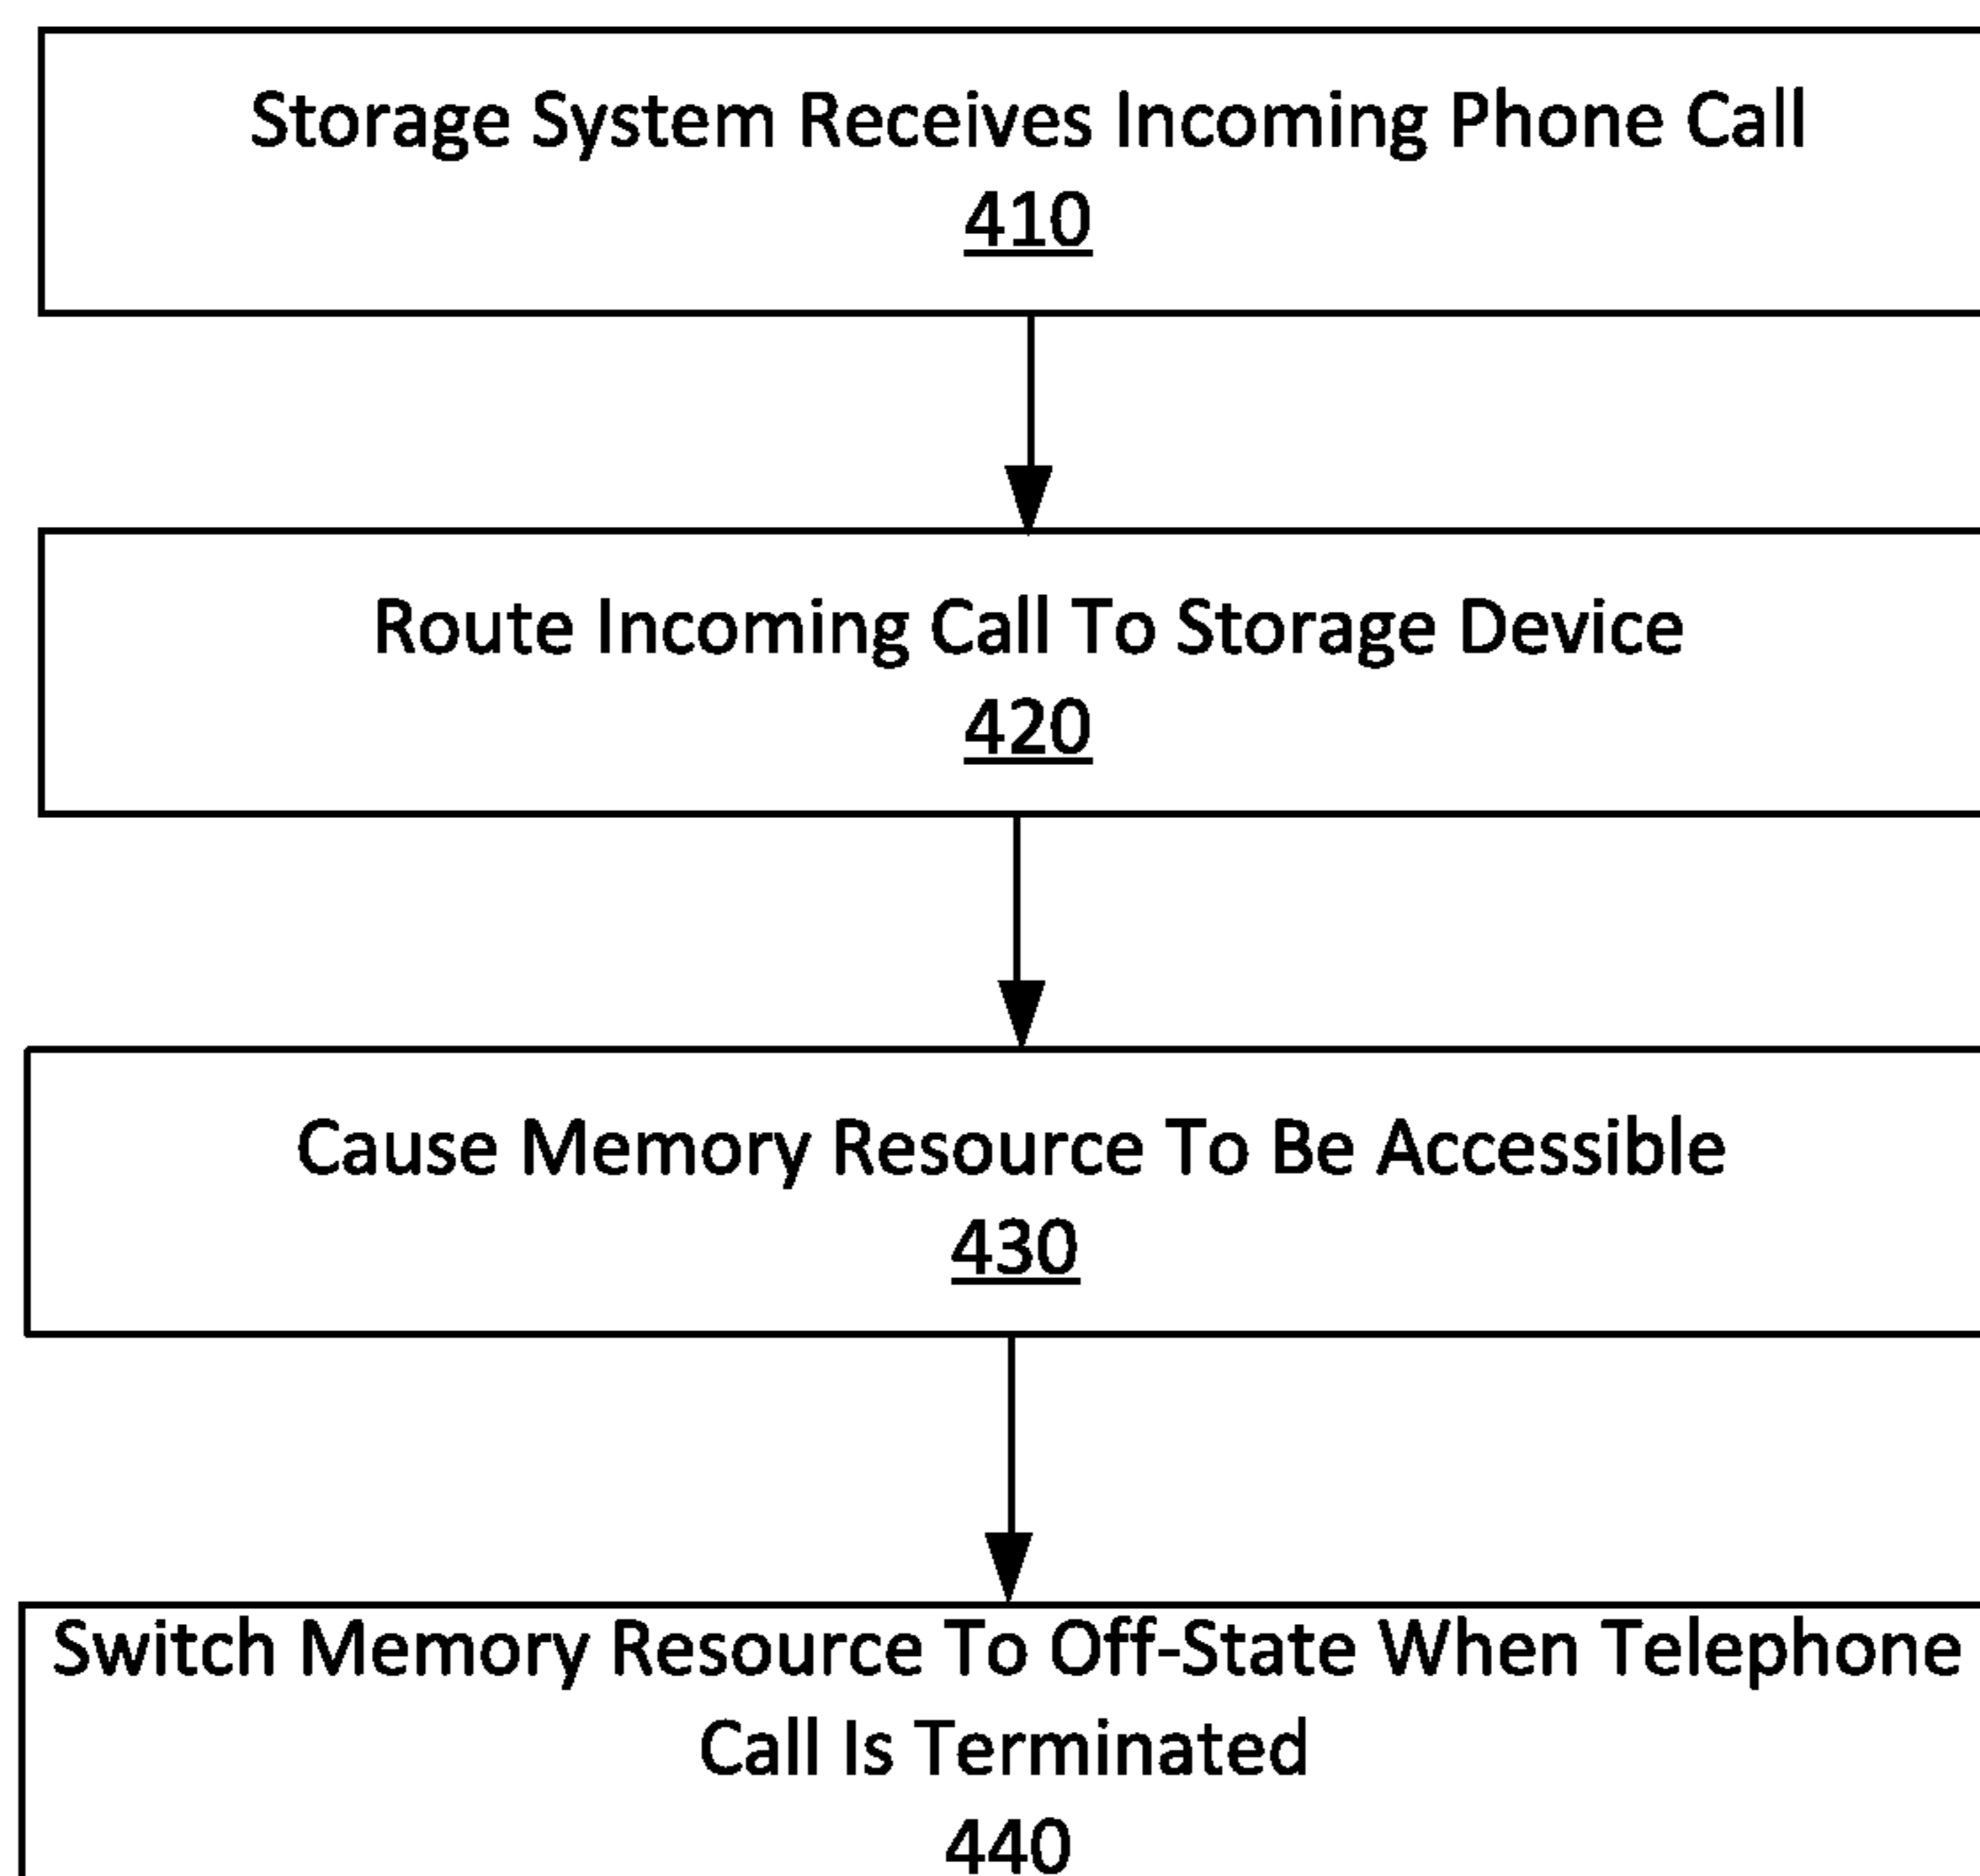 Storage System Receives Incoming Phone Call
410
Route Incoming Call To Storage Device
420
Cause Memory Resource To Be Accessible
430
Switch Memory Resource To Off-State When Telephone
Call Is Terminated
440